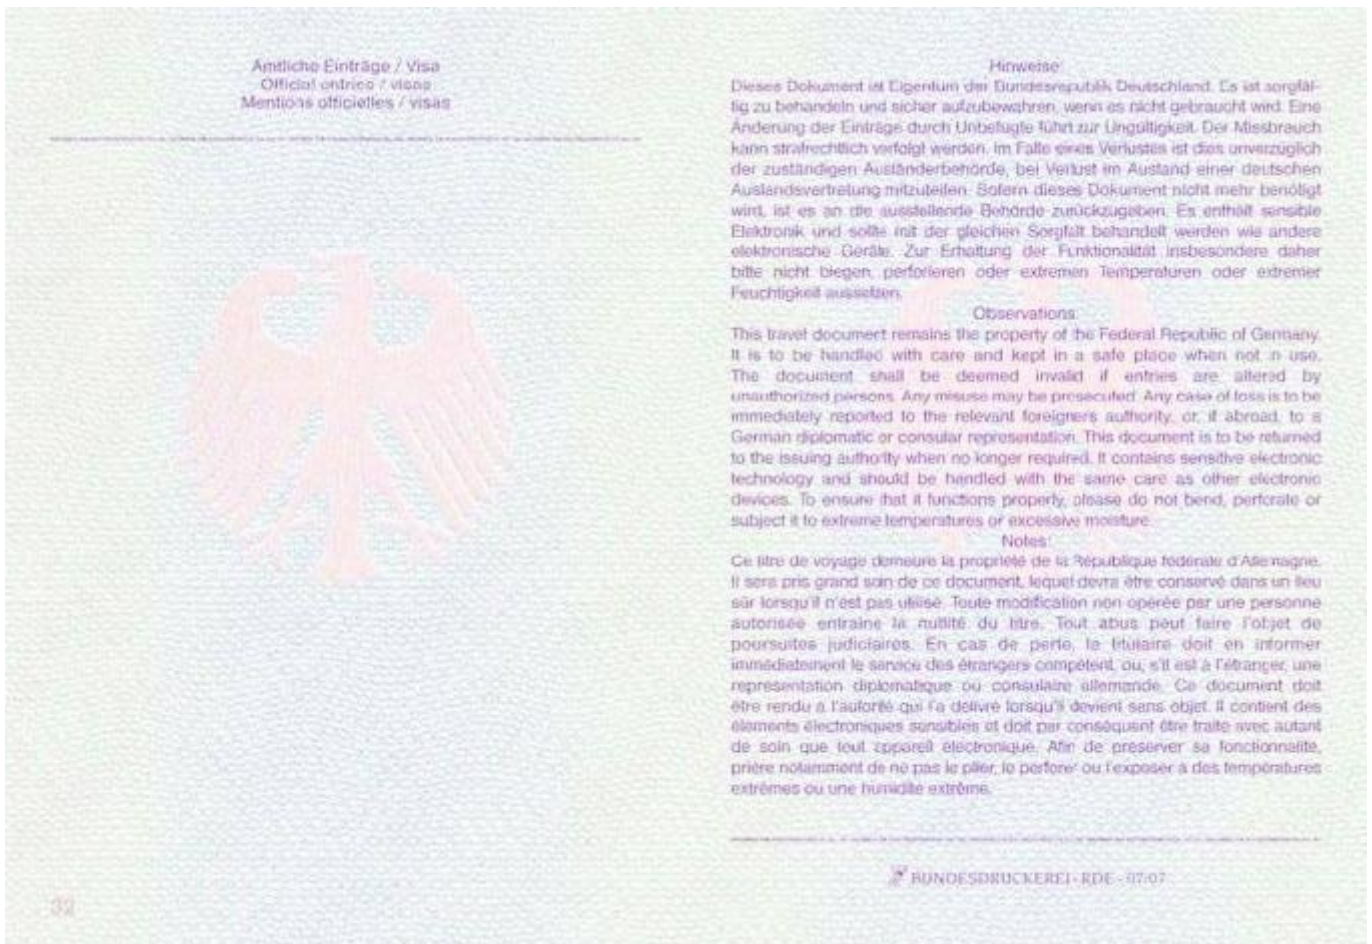 Amtliche Einträge / Visa
Official entries / visas
Mentions officielles / visas
32
Hinweise:
Dieses Dokument ist Eigentum der Bundesrepublik Deutschland. Es ist sorgfäl-
tig zu behandeln und sicher aufzubewahren, wenn es nicht gebraucht wird. Eine
Änderung der Einträge durch Unbefugte führt zur Ungültigkeit. Der Missbrauch
kann strafrechtlich verfolgt werden. Im Falle eines Verlustes ist dies unverzüglich
der zuständigen Ausländerbehörde, bei Verlust im Ausland einer deutschen
Auslandsvertretung mitzuteilen. Sofern dieses Dokument nicht mehr benötigt
wird, ist es an die ausstellende Behörde zurückzugeben. Es enthält sensible
Elektronik und sollte mit der gleichen Sorgfalt behandelt werden wie andere
elektronische Geräte. Zur Erhaltung der Funktionalität insbesondere daher
bitte nicht biegen, perforieren oder extremen Temperaturen oder extremer
Feuchtigkeit aussetzen.
Observations:
This travel document remains the property of the Federal Republic of Germany.
It is to be handled with care and kept in a safe place when not in use.
The document shall be deemed invalid if entries are altered by
unauthorized persons. Any misuse may be prosecuted. Any case of loss is to be
immediately reported to the relevant foreigners authority, or, if abroad, to a
German diplomatic or consular representation. This document is to be returned
to the issuing authority when no longer required. It contains sensitive electronic
technology and should be handled with the same care as other electronic
devices. To ensure that it functions properly, please do not bend, perforate or
subject it to extreme temperatures or excessive moisture.
Notes:
Ce titre de voyage demeure la propriété de la République fédérale d'Allemagne.
Il sera pris grand soin de ce document, lequel devra être conservé dans un lieu
sûr lorsqu'il n'est pas utilisé. Toute modification non opérée par une personne
autorisée entraîne la nullité du titre. Tout abus peut faire l'objet de
poursuites judiciaires. En cas de perte, le titulaire doit en informer
immédiatement le service des étrangers compétent, ou, s'il est à l'étranger, une
représentation diplomatique ou consulaire allemande. Ce document doit
être rendu à l'autorité qui l'a délivré lorsqu'il devient sans objet. Il contient des
éléments électroniques sensibles et doit par conséquent être traité avec autant
de soin que tout appareil électronique. Afin de préserver sa fonctionnalité,
prière notamment de ne pas le plier, le perforer ou l'exposer à des températures
extrêmes ou une humidité extrême.
BUNDESDRUCKEREI - RDE - 07/07